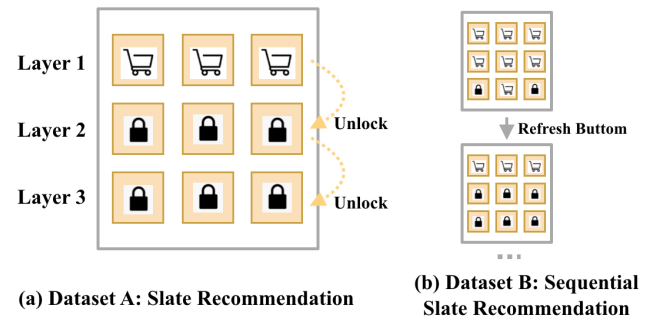 Layer 1
Layer 2
Layer 3
Unlock
Unlock
(a) Dataset A: Slate Recommendation
Refresh Buttom
...
(b) Dataset B: Sequential
Slate Recommendation